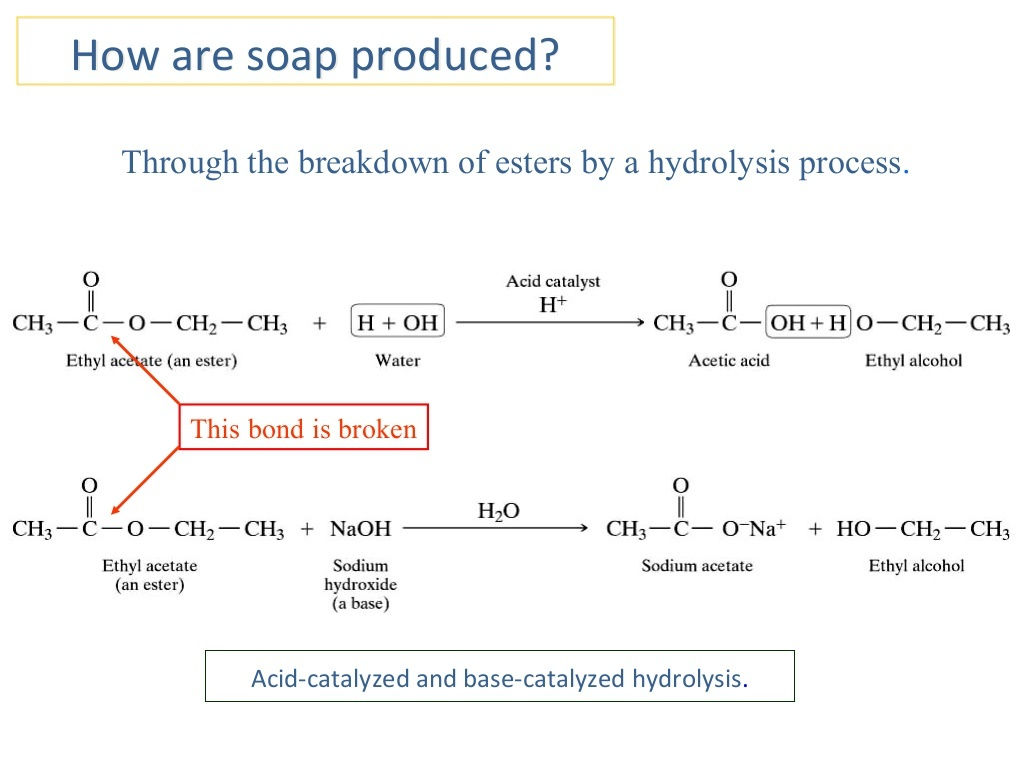 How are soap produced?
Through the breakdown of esters by a hydrolysis process.
O
||
CH₃—C—O—CH₂—CH₃ + H + OH
Acid catalyst
H⁺
O
||
CH₃—C—OH + H O—CH₂—CH₃
Ethyl acetate (an ester)
Water
Acetic acid
Ethyl alcohol
This bond is broken
O
||
CH₃—C—O—CH₂—CH₃ + NaOH
H₂O
O
||
CH₃—C— O⁻Na⁺ + HO—CH₂—CH₃
Ethyl acetate
(an ester)
Sodium
hydroxide
(a base)
Sodium acetate
Ethyl alcohol
Acid-catalyzed and base-catalyzed hydrolysis.